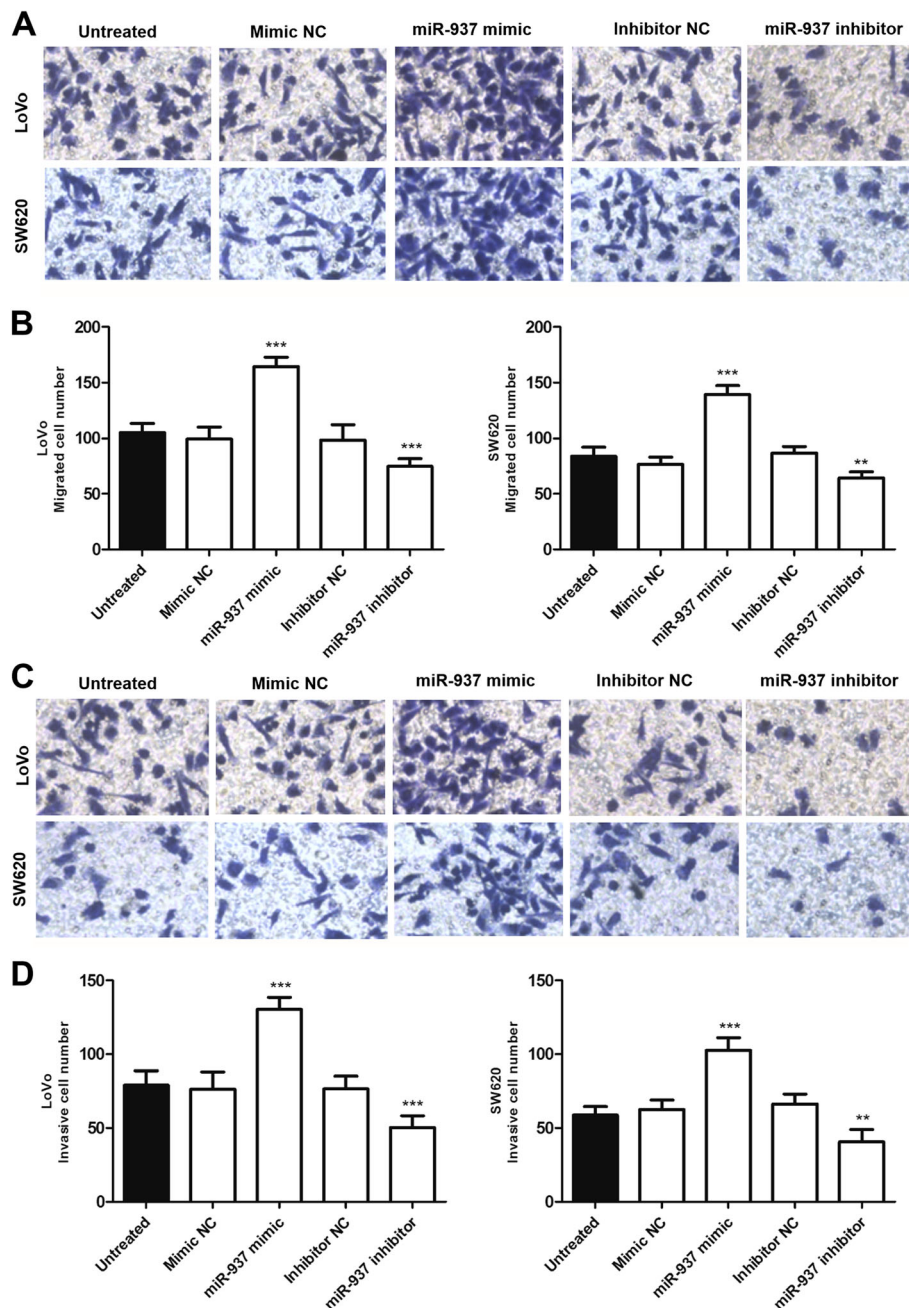 A
Untreated Mimic NC miR-937 mimic Inhibitor NC miR-937 inhibitor
LoVo
SW620
B
LoVo
Migrated cell number
200
150
100
50
0
***
***
Untreated
Mimic NC
miR-937 mimic
Inhibitor NC
miR-937 inhibitor
SW620
Migrated cell number
200
150
100
50
0
***
**
Untreated
Mimic NC
miR-937 mimic
Inhibitor NC
miR-937 inhibitor
C
Untreated Mimic NC miR-937 mimic Inhibitor NC miR-937 inhibitor
LoVo
SW620
D
LoVo
Invasive cell number
150
100
50
0
***
***
Untreated
Mimic NC
miR-937 mimic
Inhibitor NC
miR-937 inhibitor
SW620
Invasive cell number
150
100
50
0
***
**
Untreated
Mimic NC
miR-937 mimic
Inhibitor NC
miR-937 inhibitor